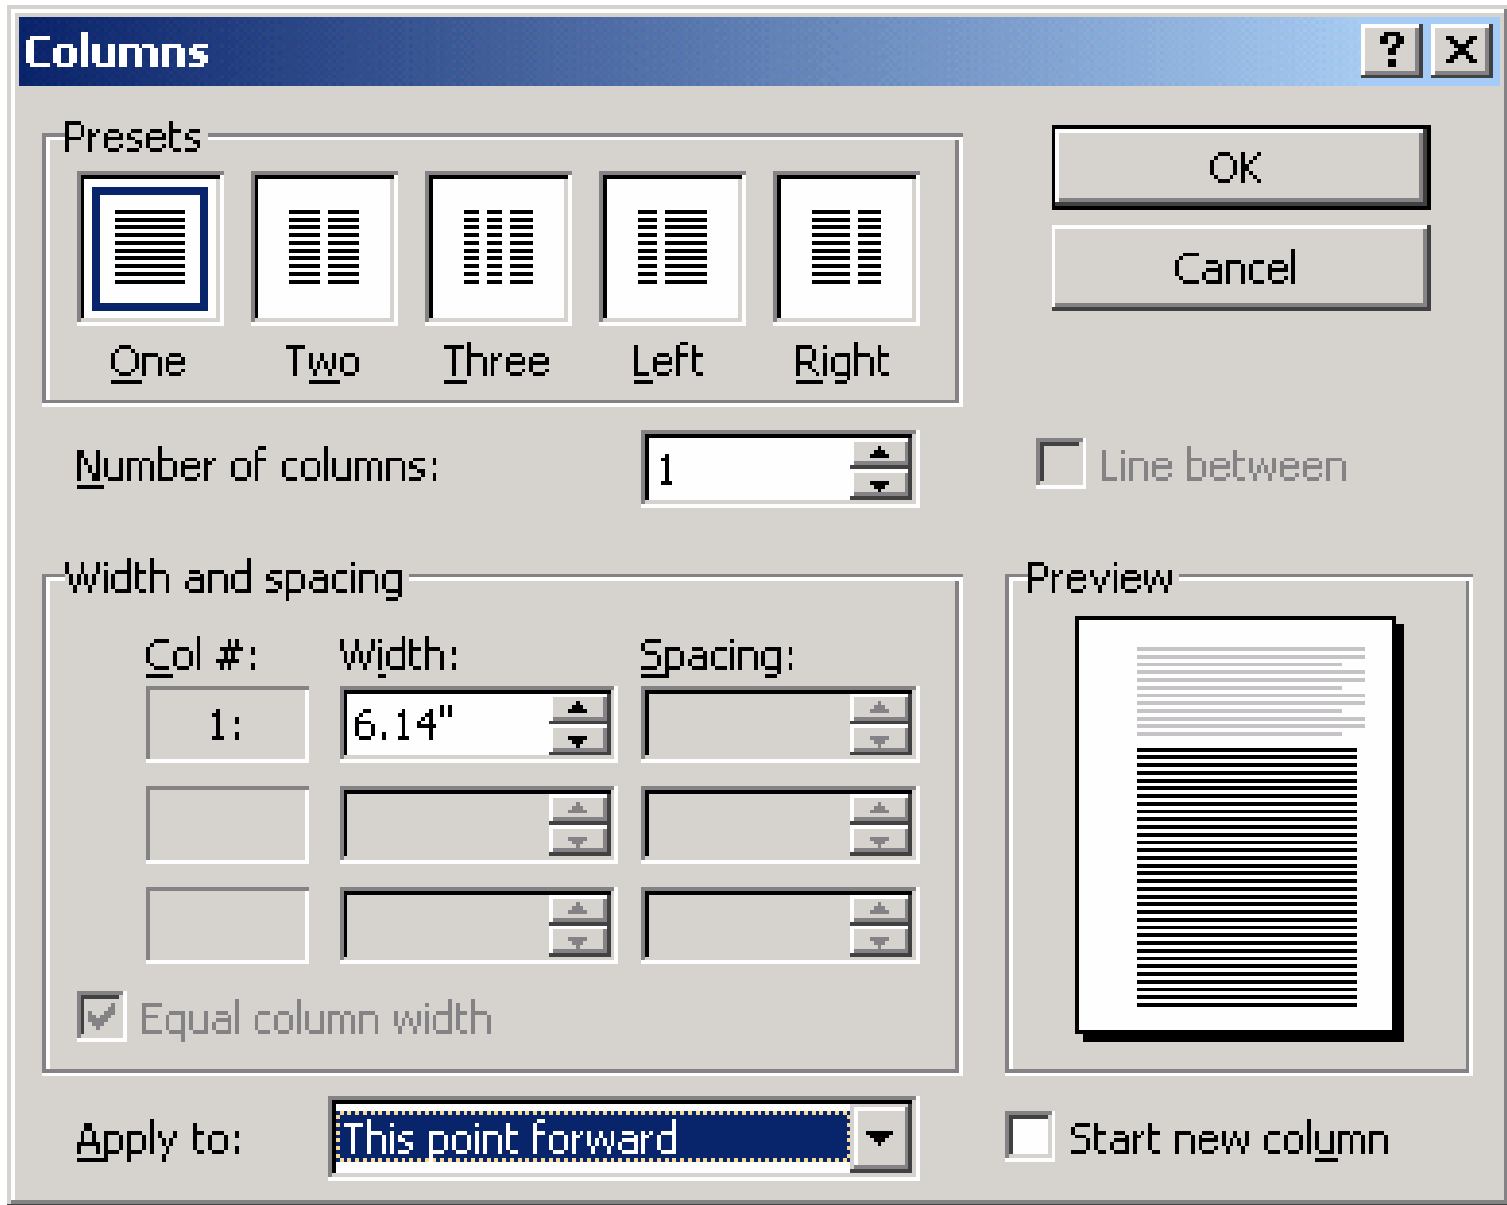 Columns
Presets
One Two Three Left Right
OK
Cancel
Number of columns: 1
Line between
Width and spacing
Col #: Width: Spacing:
1: 6.14"
Equal column width
Preview
Apply to: This point forward
Start new column